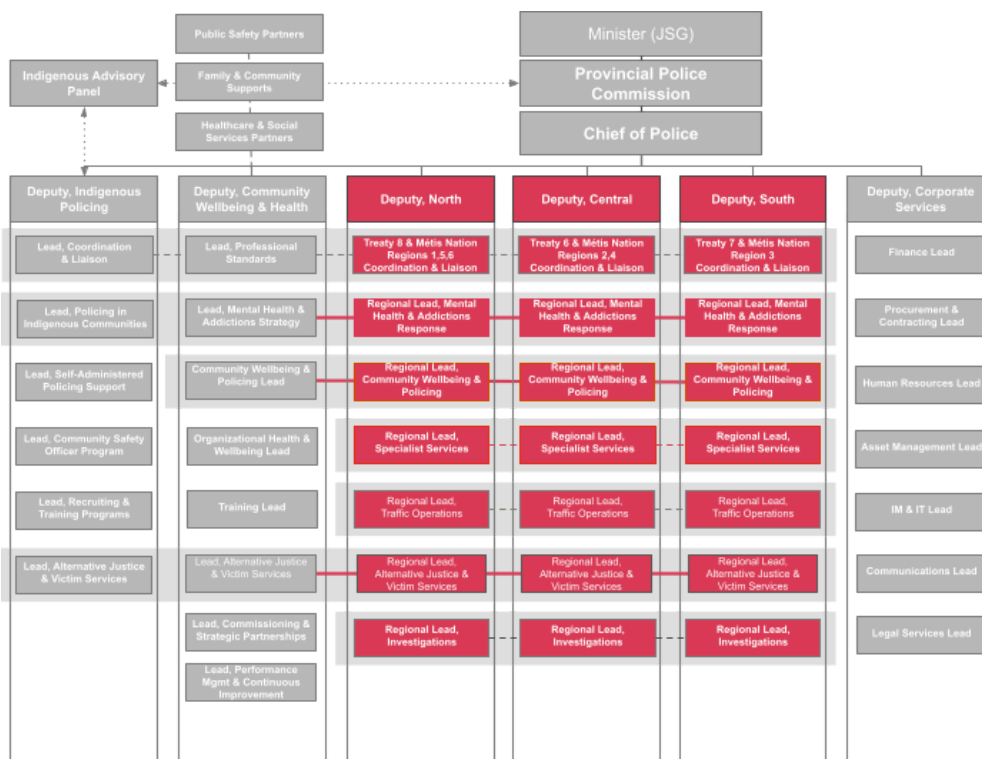 Public Safety Partners
Minister (JSG)
Indigenous Advisory
Panel
Family & Community
Supports
Provincial Police
Commission
Healthcare & Social
Services Partners
Chief of Police
Deputy, Indigenous
Policing
Deputy, Community
Wellbeing & Health
Deputy, North
Deputy, Central
Deputy, South
Deputy, Corporate
Services
Lead, Coordination
& Liaison
Lead, Professional
Standards
Treaty 8 & Métis Nation
Regions 1,5,6
Coordination & Liaison
Treaty 6 & Métis Nation
Regions 2,4
Coordination & Liaison
Treaty 7 & Métis Nation
Region 3
Coordination & Liaison
Finance Lead
Lead, Policing in
Indigenous Communities
Lead, Mental Health &
Addictions Strategy
Regional Lead, Mental
Health & Addictions
Response
Regional Lead, Mental
Health & Addictions
Response
Regional Lead, Mental
Health & Addictions
Response
Procurement &
Contracting Lead
Lead, Self-Administered
Policing Support
Community Wellbeing &
Policing Lead
Regional Lead,
Community Wellbeing &
Policing
Regional Lead,
Community Wellbeing &
Policing
Regional Lead,
Community Wellbeing &
Policing
Human Resources Lead
Lead, Community Safety
Officer Program
Organizational Health &
Wellbeing Lead
Regional Lead,
Specialist Services
Regional Lead,
Specialist Services
Regional Lead,
Specialist Services
Asset Management Lead
Lead, Recruiting &
Training Programs
Training Lead
Regional Lead,
Traffic Operations
Regional Lead,
Traffic Operations
Regional Lead,
Traffic Operations
IM & IT Lead
Lead, Alternative Justice
& Victim Services
Lead, Alternative Justice
& Victim Services
Regional Lead,
Alternative Justice &
Victim Services
Regional Lead,
Alternative Justice &
Victim Services
Regional Lead,
Alternative Justice &
Victim Services
Communications Lead
Lead, Commissioning &
Strategic Partnerships
Regional Lead,
Investigations
Regional Lead,
Investigations
Regional Lead,
Investigations
Legal Services Lead
Lead, Performance
Mgmt & Continuous
Improvement